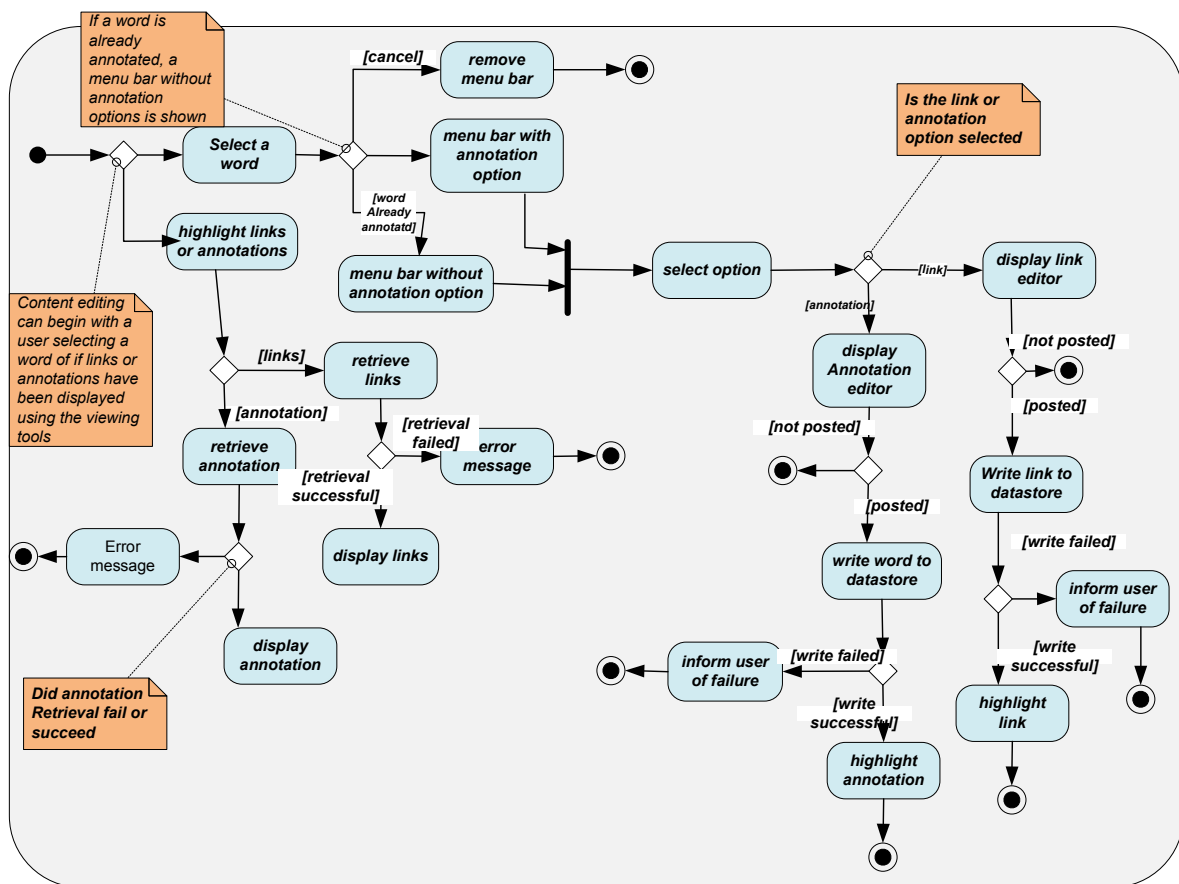 If a word is
already
annotated, a
menu bar without
annotation
options is shown
[cancel]
remove
menu bar
Is the link or
annotation
option selected
Select a
word
menu bar with
annotation
option
[word
Already
annotatd]
highlight links
or annotations
menu bar without
annotation option
select option
[link]
display link
editor
[annotation]
Content editing
can begin with a
user selecting a
word of if links or
annotations have
been displayed
using the viewing
tools
[links]
retrieve
links
display
Annotation
editor
[not posted]
[annotation]
[posted]
retrieve
annotation
[retrieval
failed]
error
message
[not posted]
[retrieval
successful]
Write link to
datastore
[posted]
Error
message
display links
write word to
datastore
[write failed]
inform user
of failure
display
annotation
[write failed]
inform user
of failure
[write
successful]
Did annotation
Retrieval fail or
succeed
[write
successful]
highlight
link
highlight
annotation